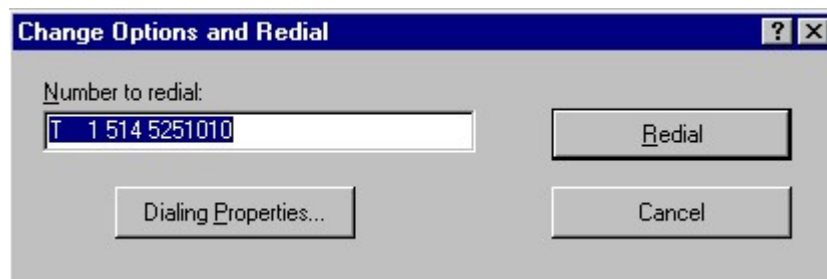 Change Options and Redial
Number to redial:
T 1 514 5251010
Redial
Dialing Properties...
Cancel